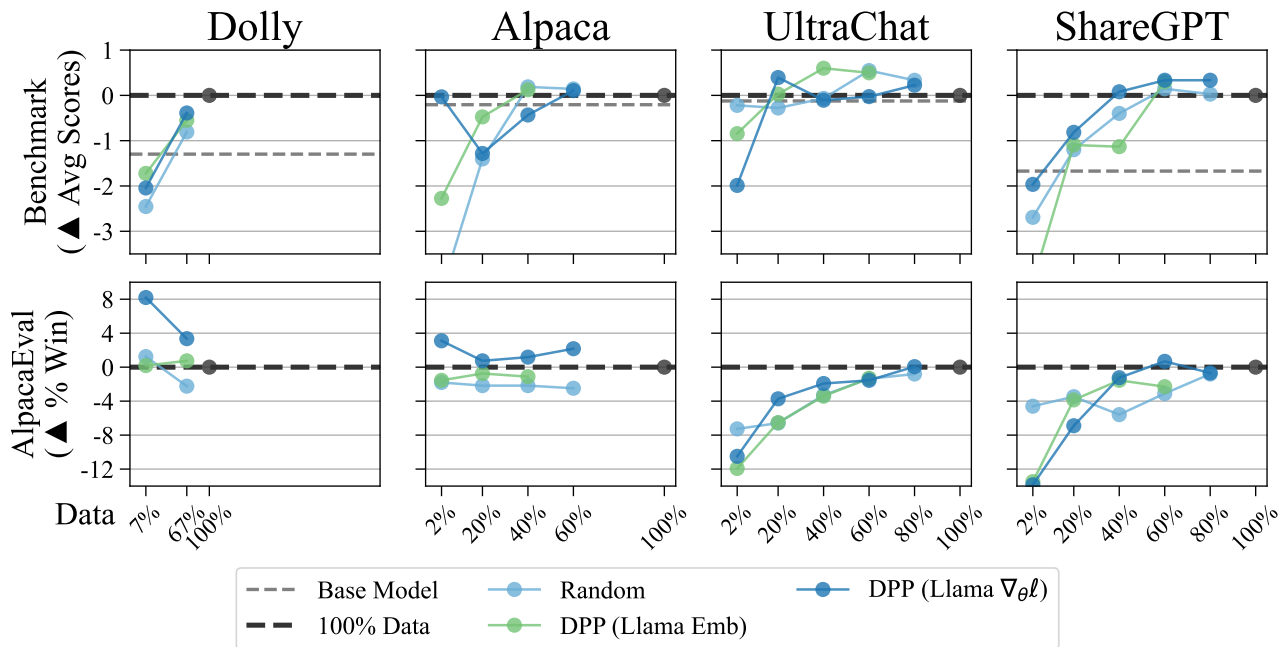 Dolly
Alpaca
UltraChat
ShareGPT
Benchmark
(▲ Avg Scores)
1
0
-1
-2
-3
AlpacaEval
(▲ % Win)
8
4
0
-4
-8
-12
Data
7% 67% 100%
2% 20% 40% 60% 100%
2% 20% 40% 60% 80% 100%
2% 20% 40% 60% 80% 100%
Base Model
100% Data
Random
DPP (Llama Emb)
DPP (Llama ∇θℓ)